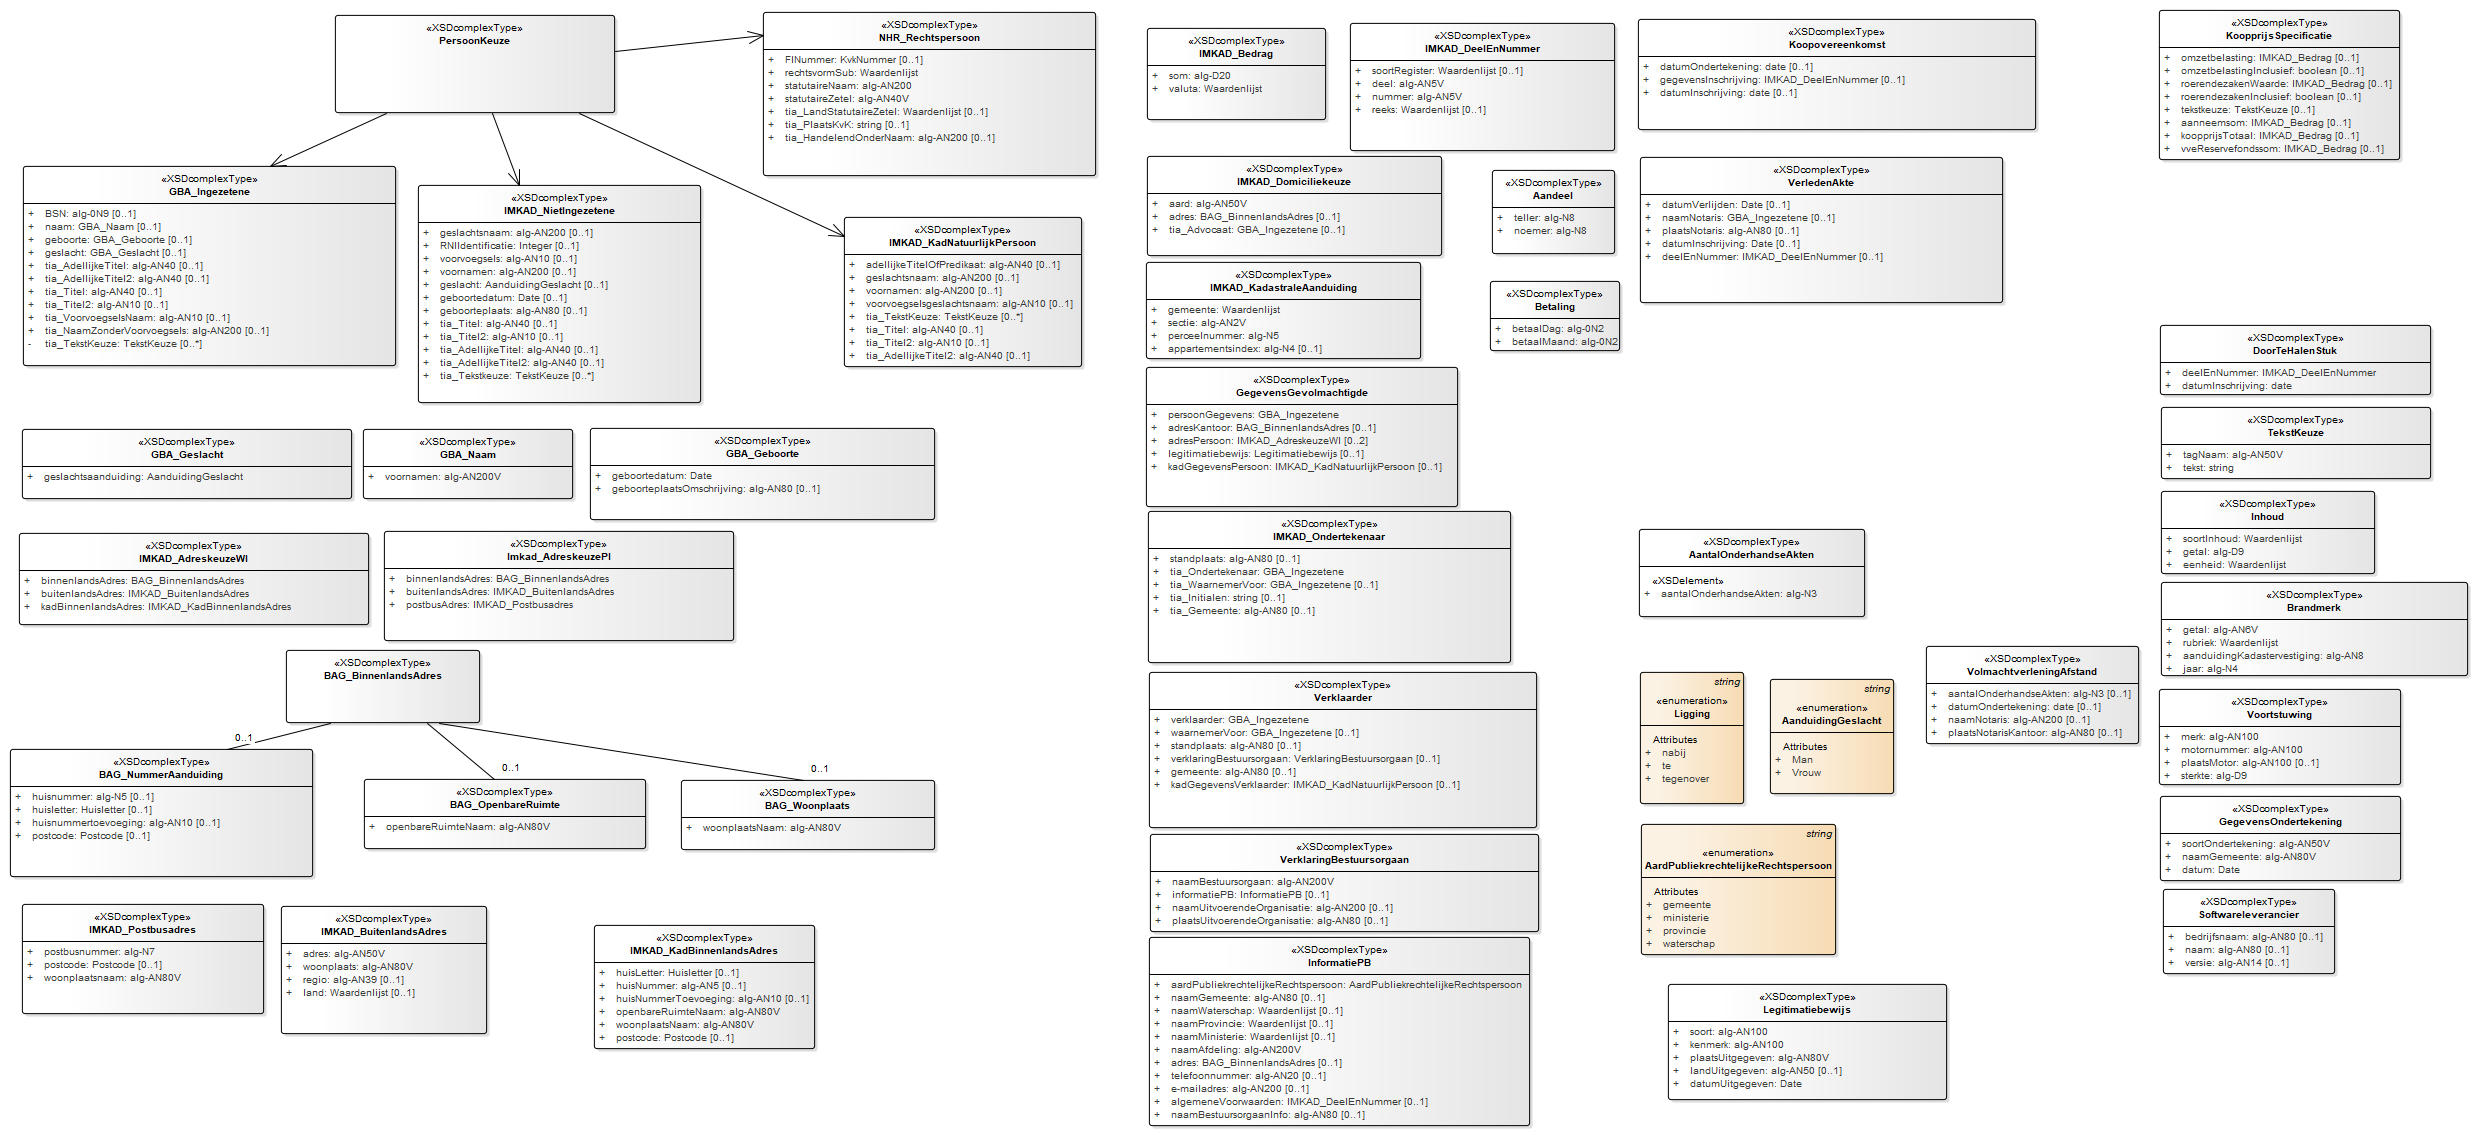 «XSDcomplexType»
PersoonKeuze
«XSDcomplexType»
NHR_Rechtspersoon
+ FINummer: KvkNummer [0..1]
+ rechtsvormSub: Waardenlijst
+ statutaireNaam: alg-AN200
+ statutaireZetel: alg-AN40V
+ tia_LandStatutaireZetel: Waardenlijst [0..1]
+ tia_PlaatsKvK: string [0..1]
+ tia_HandelendOnderNaam: alg-AN200 [0..1]
«XSDcomplexType»
GBA_Ingezetene
+ BSN: alg-0N9 [0..1]
+ naam: GBA_Naam [0..1]
+ geboorte: GBA_Geboorte [0..1]
+ geslacht: GBA_Geslacht [0..1]
+ tia_AdellijkeTitel: alg-AN40 [0..1]
+ tia_AdellijkeTitel2: alg-AN40 [0..1]
+ tia_Titel: alg-AN40 [0..1]
+ tia_Titel2: alg-AN10 [0..1]
+ tia_VoorvoegselsNaam: alg-AN10 [0..1]
+ tia_NaamZonderVoorvoegsels: alg-AN200 [0..1]
- tia_TekstKeuze: TekstKeuze [0..*]
«XSDcomplexType»
IMKAD_NietIngezetene
+ geslachtsnaam: alg-AN200 [0..1]
+ RNIIdentificatie: Integer [0..1]
+ voorvoegsels: alg-AN10 [0..1]
+ voornamen: alg-AN200 [0..1]
+ geslacht: AanduidingGeslacht [0..1]
+ geboortedatum: Date [0..1]
+ geboorteplaats: alg-AN80 [0..1]
+ tia_Titel: alg-AN40 [0..1]
+ tia_Titel2: alg-AN10 [0..1]
+ tia_AdellijkeTitel: alg-AN40 [0..1]
+ tia_AdellijkeTitel2: alg-AN40 [0..1]
+ tia_Tekstkeuze: TekstKeuze [0..*]
«XSDcomplexType»
IMKAD_KadNatuurlijkPersoon
+ adellijkeTitelOfPredikaat: alg-AN40 [0..1]
+ geslachtsnaam: alg-AN200 [0..1]
+ voornamen: alg-AN200 [0..1]
+ voorvoegselsgeslachtsnaam: alg-AN10 [0..1]
+ tia_TekstKeuze: TekstKeuze [0..*]
+ tia_Titel: alg-AN40 [0..1]
+ tia_Titel2: alg-AN10 [0..1]
+ tia_AdellijkeTitel2: alg-AN40 [0..1]
«XSDcomplexType»
GBA_Geslacht
+ geslachtsaanduiding: AanduidingGeslacht
«XSDcomplexType»
GBA_Naam
+ voornamen: alg-AN200V
«XSDcomplexType»
GBA_Geboorte
+ geboortedatum: Date
+ geboorteplaatsOmschrijving: alg-AN80 [0..1]
«XSDcomplexType»
IMKAD_AdreskeuzeWI
+ binnenlandsAdres: BAG_BinnenlandsAdres
+ buitenlandsAdres: IMKAD_BuitenlandsAdres
+ kadBinnenlandsAdres: IMKAD_KadBinnenlandsAdres
«XSDcomplexType»
Imkad_AdreskeuzePI
+ binnenlandsAdres: BAG_BinnenlandsAdres
+ buitenlandsAdres: IMKAD_BuitenlandsAdres
+ postbusAdres: IMKAD_Postbusadres
«XSDcomplexType»
BAG_BinnenlandsAdres
0..1
0..1
0..1
«XSDcomplexType»
BAG_NummerAanduiding
+ huisnummer: alg-N5 [0..1]
+ huisletter: Huisletter [0..1]
+ huisnummertoevoeging: alg-AN10 [0..1]
+ postcode: Postcode [0..1]
«XSDcomplexType»
BAG_OpenbareRuimte
+ openbareRuimteNaam: alg-AN80V
«XSDcomplexType»
BAG_Woonplaats
+ woonplaatsNaam: alg-AN80V
«XSDcomplexType»
IMKAD_Postbusadres
+ postbusnummer: alg-N7
+ postcode: Postcode [0..1]
+ woonplaatsnaam: alg-AN80V
«XSDcomplexType»
IMKAD_BuitenlandsAdres
+ adres: alg-AN50V
+ woonplaats: alg-AN80V
+ regio: alg-AN39 [0..1]
+ land: Waardenlijst [0..1]
«XSDcomplexType»
IMKAD_KadBinnenlandsAdres
+ huisLetter: Huisletter [0..1]
+ huisNummer: alg-AN5 [0..1]
+ huisNummerToevoeging: alg-AN10 [0..1]
+ openbareRuimteNaam: alg-AN80V
+ woonplaatsNaam: alg-AN80V
+ postcode: Postcode [0..1]
«XSDcomplexType»
IMKAD_Bedrag
+ som: alg-D20
+ valuta: Waardenlijst
«XSDcomplexType»
IMKAD_DeelEnNummer
+ soortRegister: Waardenlijst [0..1]
+ deel: alg-AN5V
+ nummer: alg-AN5V
+ reeks: Waardenlijst [0..1]
«XSDcomplexType»
Koopovereenkomst
+ datumOndertekening: date [0..1]
+ gegevensInschrijving: IMKAD_DeelEnNummer [0..1]
+ datumInschrijving: date [0..1]
«XSDcomplexType»
KoopprijsSpecificatie
+ omzetbelasting: IMKAD_Bedrag [0..1]
+ omzetbelastingInclusief: boolean [0..1]
+ roerendezakenWaarde: IMKAD_Bedrag [0..1]
+ roerendezakenInclusief: boolean [0..1]
+ tekstkeuze: TekstKeuze [0..1]
+ aanneemsom: IMKAD_Bedrag [0..1]
+ koopprijsTotaal: IMKAD_Bedrag [0..1]
+ vveReservefondssom: IMKAD_Bedrag [0..1]
«XSDcomplexType»
IMKAD_Domiciliekeuze
+ aard: alg-AN50V
+ adres: BAG_BinnenlandsAdres [0..1]
+ tia_Advocaat: GBA_Ingezetene [0..1]
«XSDcomplexType»
Aandeel
+ teller: alg-N8
+ noemer: alg-N8
«XSDcomplexType»
VerledenAkte
+ datumVerlijden: Date [0..1]
+ naamNotaris: GBA_Ingezetene [0..1]
+ plaatsNotaris: alg-AN80 [0..1]
+ datumInschrijving: Date [0..1]
+ deelEnNummer: IMKAD_DeelEnNummer [0..1]
«XSDcomplexType»
IMKAD_KadastraleAanduiding
+ gemeente: Waardenlijst
+ sectie: alg-AN2V
+ perceelnummer: alg-N5
+ appartementsindex: alg-N4 [0..1]
«XSDcomplexType»
Betaling
+ betaalDag: alg-0N2
+ betaalMaand: alg-0N2
«XSDcomplexType»
GegevensGevolmachtigde
+ persoonGegevens: GBA_Ingezetene
+ adresKantoor: BAG_BinnenlandsAdres [0..1]
+ adresPersoon: IMKAD_AdreskeuzeWI [0..2]
+ legitimatiebewijs: Legitimatiebewijs [0..1]
+ kadGegevensPersoon: IMKAD_KadNatuurlijkPersoon [0..1]
«XSDcomplexType»
IMKAD_Ondertekenaar
+ standplaats: alg-AN80 [0..1]
+ tia_Ondertekenaar: GBA_Ingezetene
+ tia_WaarnemerVoor: GBA_Ingezetene [0..1]
+ tia_Initialen: string [0..1]
+ tia_Gemeente: alg-AN80 [0..1]
«XSDcomplexType»
Verklaarder
+ verklaarder: GBA_Ingezetene
+ waarnemerVoor: GBA_Ingezetene [0..1]
+ standplaats: alg-AN80 [0..1]
+ verklaringBestuursorgaan: VerklaringBestuursorgaan [0..1]
+ gemeente: alg-AN80 [0..1]
+ kadGegevensVerklaarder: IMKAD_KadNatuurlijkPersoon [0..1]
«XSDcomplexType»
VerklaringBestuursorgaan
+ naamBestuursorgaan: alg-AN200V
+ informatiePB: InformatiePB [0..1]
+ naamUitvoerendeOrganisatie: alg-AN200 [0..1]
+ plaatsUitvoerendeOrganisatie: alg-AN80 [0..1]
«XSDcomplexType»
InformatiePB
+ aardPubliekrechtelijkeRechtspersoon: AardPubliekrechtelijkeRechtspersoon
+ naamGemeente: alg-AN80 [0..1]
+ naamWaterschap: Waardenlijst [0..1]
+ naamProvincie: Waardenlijst [0..1]
+ naamMinisterie: Waardenlijst [0..1]
+ naamAfdeling: alg-AN200V
+ adres: BAG_BinnenlandsAdres [0..1]
+ telefoonnummer: alg-AN20 [0..1]
+ e-mailadres: alg-AN200 [0..1]
+ algemeneVoorwaarden: IMKAD_DeelEnNummer [0..1]
+ naamBestuursorgaanInfo: alg-AN80 [0..1]
«XSDcomplexType»
AantalOnderhandseAkten
«XSDelement»
+ aantalOnderhandseAkten: alg-N3
string
«enumeration»
Ligging
Attributes
+ nabij
+ te
+ tegenover
string
«enumeration»
AanduidingGeslacht
Attributes
+ Man
+ Vrouw
«XSDcomplexType»
VolmachtverleningAfstand
+ aantalOnderhandseAkten: alg-N3 [0..1]
+ datumOndertekening: date [0..1]
+ naamNotaris: alg-AN200 [0..1]
+ plaatsNotarisKantoor: alg-AN80 [0..1]
string
«enumeration»
AardPubliekrechtelijkeRechtspersoon
Attributes
+ gemeente
+ ministerie
+ provincie
+ waterschap
«XSDcomplexType»
Legitimatiebewijs
+ soort: alg-AN100
+ kenmerk: alg-AN100
+ plaatsUitgegeven: alg-AN80V
+ landUitgegeven: alg-AN50 [0..1]
+ datumUitgegeven: Date
«XSDcomplexType»
DoorTeHalenStuk
+ deelEnNummer: IMKAD_DeelEnNummer
+ datumInschrijving: date
«XSDcomplexType»
TekstKeuze
+ tagNaam: alg-AN50V
+ tekst: string
«XSDcomplexType»
Inhoud
+ soortInhoud: Waardenlijst
+ getal: alg-D9
+ eenheid: Waardenlijst
«XSDcomplexType»
Brandmerk
+ getal: alg-AN6V
+ rubriek: Waardenlijst
+ aanduidingKadastervestiging: alg-AN8
+ jaar: alg-N4
«XSDcomplexType»
Voortstuwing
+ merk: alg-AN100
+ motornummer: alg-AN100
+ plaatsMotor: alg-AN100 [0..1]
+ sterkte: alg-D9
«XSDcomplexType»
GegevensOndertekening
+ soortOndertekening: alg-AN50V
+ naamGemeente: alg-AN80V
+ datum: Date
«XSDcomplexType»
Softwareleverancier
+ bedrijfsnaam: alg-AN80 [0..1]
+ naam: alg-AN80 [0..1]
+ versie: alg-AN14 [0..1]